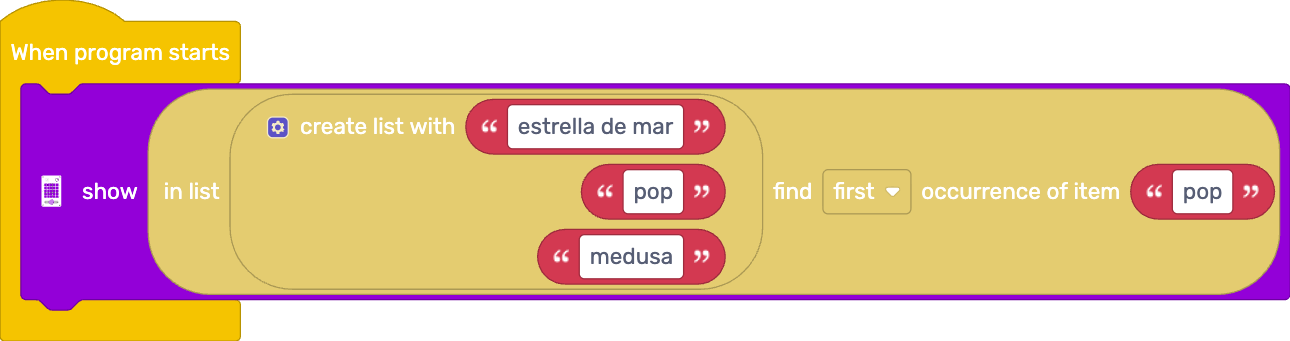 When program starts
create list with “ estrella de mar ”
show in list “ pop ” find first occurrence of item “ pop ”
“ medusa ”